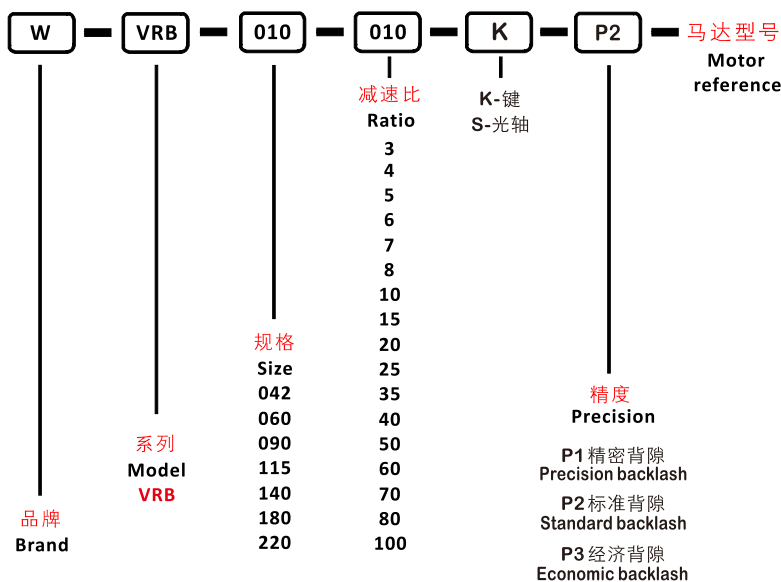 W
VRB
010
010
K
P2
马达型号
Motor
reference
减速比
Ratio
3
4
5
6
7
8
10
15
20
25
35
40
50
60
70
80
100
K-键
S-光轴
规格
Size
042
060
090
115
140
180
220
精度
Precision
P1 精密背隙
Precision backlash
P2 标准背隙
Standard backlash
P3 经济背隙
Economic backlash
系列
Model
VRB
品牌
Brand